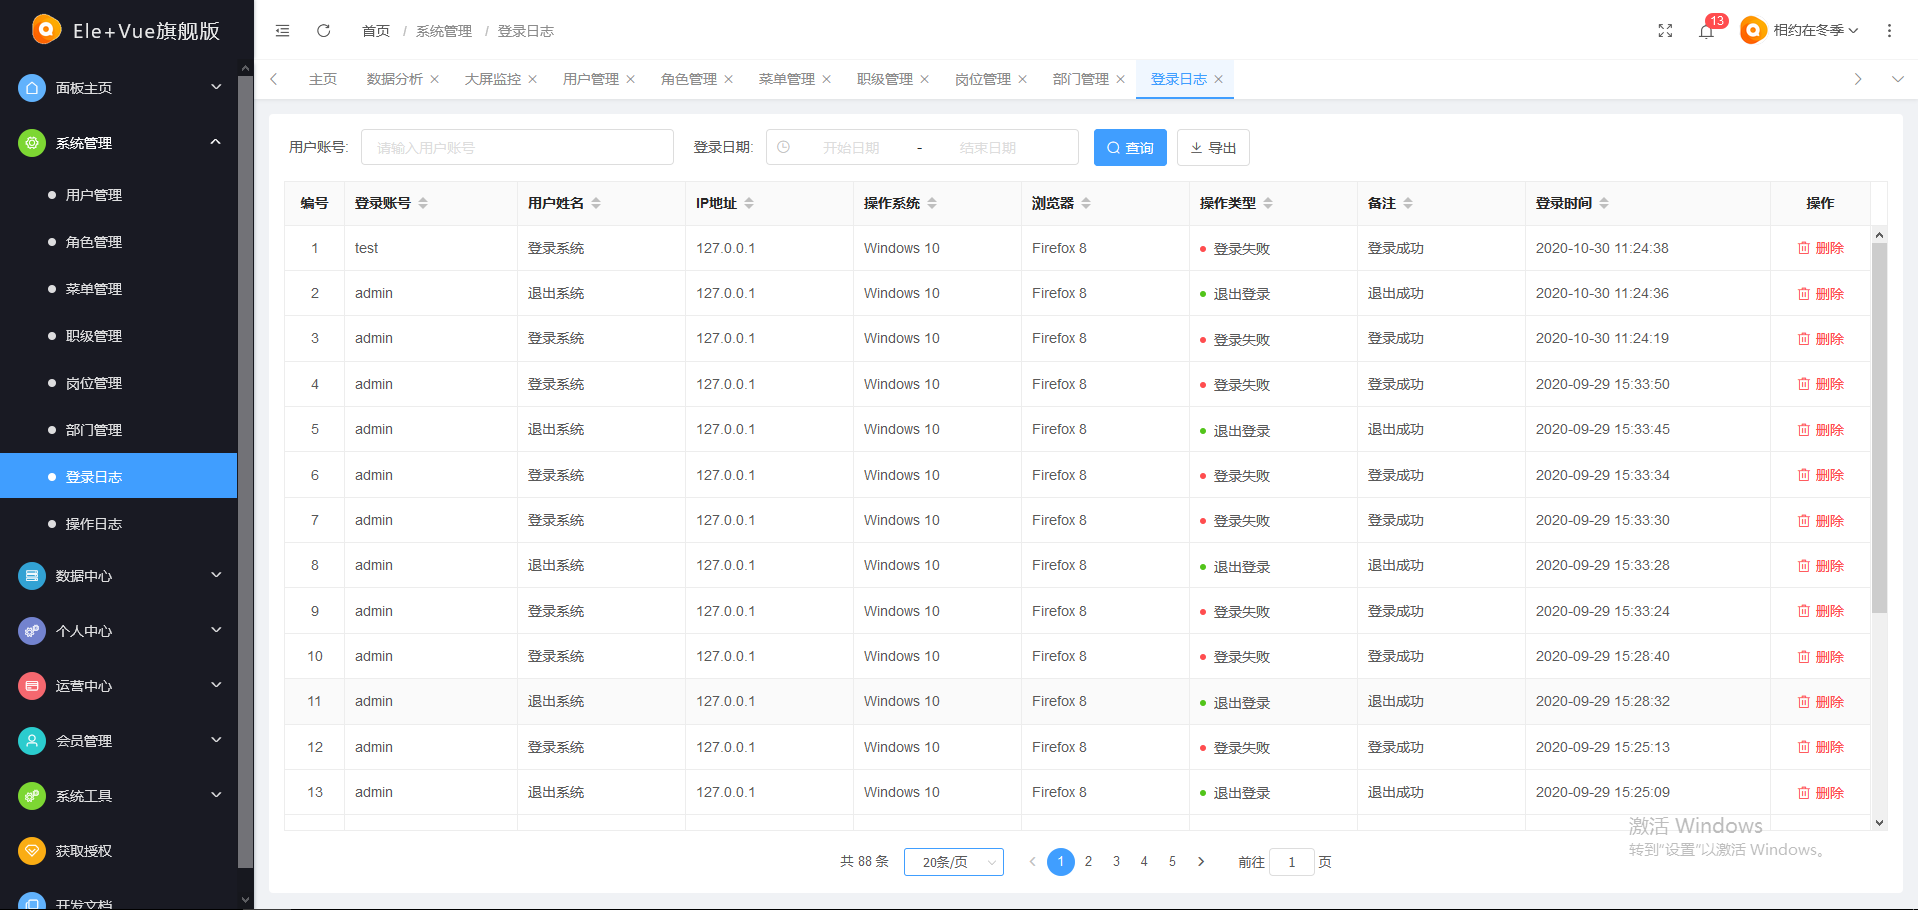 Ele+Vue旗舰版
首页 / 系统管理 / 登录日志
13
相约在冬季
主页 数据分析 大屏监控 用户管理 角色管理 菜单管理 职级管理 岗位管理 部门管理 登录日志
面板主页
系统管理
用户管理
角色管理
菜单管理
职级管理
岗位管理
部门管理
登录日志
操作日志
数据中心
个人中心
运营中心
会员管理
系统工具
获取授权
开发文档
用户账号: 请输入用户账号 登录日期: 开始日期 - 结束日期 查询 导出
编号 登录账号 用户姓名 IP地址 操作系统 浏览器 操作类型 备注 登录时间 操作
1 test 登录系统 127.0.0.1 Windows 10 Firefox 8 登录失败 登录成功 2020-10-30 11:24:38 删除
2 admin 退出系统 127.0.0.1 Windows 10 Firefox 8 退出登录 退出成功 2020-10-30 11:24:36 删除
3 admin 登录系统 127.0.0.1 Windows 10 Firefox 8 登录失败 登录成功 2020-10-30 11:24:19 删除
4 admin 登录系统 127.0.0.1 Windows 10 Firefox 8 登录失败 登录成功 2020-09-29 15:33:50 删除
5 admin 退出系统 127.0.0.1 Windows 10 Firefox 8 退出登录 退出成功 2020-09-29 15:33:45 删除
6 admin 登录系统 127.0.0.1 Windows 10 Firefox 8 登录失败 登录成功 2020-09-29 15:33:34 删除
7 admin 登录系统 127.0.0.1 Windows 10 Firefox 8 登录失败 登录成功 2020-09-29 15:33:30 删除
8 admin 退出系统 127.0.0.1 Windows 10 Firefox 8 退出登录 退出成功 2020-09-29 15:33:28 删除
9 admin 登录系统 127.0.0.1 Windows 10 Firefox 8 登录失败 登录成功 2020-09-29 15:33:24 删除
10 admin 登录系统 127.0.0.1 Windows 10 Firefox 8 登录失败 登录成功 2020-09-29 15:28:40 删除
11 admin 退出系统 127.0.0.1 Windows 10 Firefox 8 退出登录 退出成功 2020-09-29 15:28:32 删除
12 admin 登录系统 127.0.0.1 Windows 10 Firefox 8 登录失败 登录成功 2020-09-29 15:25:13 删除
13 admin 退出系统 127.0.0.1 Windows 10 Firefox 8 退出登录 退出成功 2020-09-29 15:25:09 删除
激活 Windows
转到“设置”以激活 Windows。
共 88 条 20条/页 1 2 3 4 5 前往 1 页